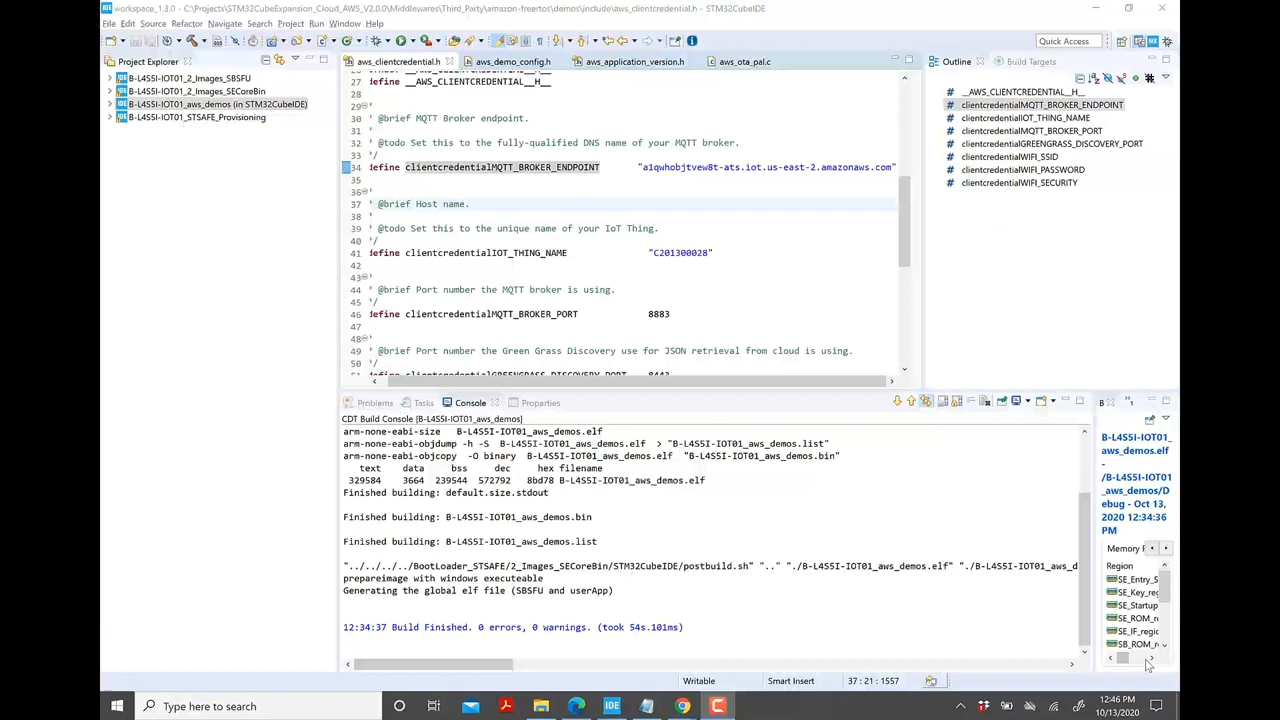 workspace_1.3.0 - C:\Projects\STM32CubeExpansion_Cloud_AWS_V2.0.0\Middlewares\Third_Party\amazon-freertos\demos\include\aws_clientcredential.h - STM32CubeIDE
File Edit Source Refactor Navigate Search Project Run Window Help
Quick Access
Project Explorer
aws_clientcredential.h
aws_demo_config.h
aws_application_version.h
aws_ota_pal.c
Outline
Build Targets
B-L4S5I-IOT01_2_Images_SBSFU
B-L4S5I-IOT01_2_Images_SECoreBin
B-L4S5I-IOT01_aws_demos (in STM32CubeIDE)
B-L4S5I-IOT01_STSAFE_Provisioning
27 define __AWS_CLIENTCREDENTIAL__H__
28
29
30 * @brief MQTT Broker endpoint.
31
32 * @todo Set this to the fully-qualified DNS name of your MQTT broker.
33 */
34 define clientcredentialMQTT_BROKER_ENDPOINT "a1qwhobjtvew8t-ats.iot.us-east-2.amazonaws.com"
35
36
37 * @brief Host name.
38
39 * @todo Set this to the unique name of your IoT Thing.
40 */
41 define clientcredentialIOT_THING_NAME "C201300028"
42
43
44 * @brief Port number the MQTT broker is using.
45 */
46 define clientcredentialMQTT_BROKER_PORT 8883
47
48
49 * @brief Port number the Green Grass Discovery use for JSON retrieval from cloud is using.
50 */
51 define clientcredentialGREENGRASS_DISCOVERY_PORT 8443
# __AWS_CLIENTCREDENTIAL__H__
# clientcredentialMQTT_BROKER_ENDPOINT
# clientcredentialIOT_THING_NAME
# clientcredentialMQTT_BROKER_PORT
# clientcredentialGREENGRASS_DISCOVERY_PORT
# clientcredentialWIFI_SSID
# clientcredentialWIFI_PASSWORD
# clientcredentialWIFI_SECURITY
Problems
Tasks
Console
Properties
CDT Build Console [B-L4S5I-IOT01_aws_demos]
arm-none-eabi-size B-L4S5I-IOT01_aws_demos.elf
arm-none-eabi-objdump -h -S B-L4S5I-IOT01_aws_demos.elf > "B-L4S5I-IOT01_aws_demos.list"
arm-none-eabi-objcopy -O binary B-L4S5I-IOT01_aws_demos.elf "B-L4S5I-IOT01_aws_demos.bin"
text data bss dec hex filename
329584 3664 239544 572792 8bd78 B-L4S5I-IOT01_aws_demos.elf
Finished building: default.size.stdout
Finished building: B-L4S5I-IOT01_aws_demos.bin
Finished building: B-L4S5I-IOT01_aws_demos.list
"../../../../BootLoader_STSAFE/2_Images_SECoreBin/STM32CubeIDE/postbuild.sh" ".." "./B-L4S5I-IOT01_aws_demos.elf" "./B-L4S5I-IOT01_aws_d
prepareimage with windows executeable
Generating the global elf file (SBSFU and userApp)
12:34:37 Build Finished. 0 errors, 0 warnings. (took 54s.101ms)
B
B-L4S5I-IOT01_
aws_demos.elf
-
/B-L4S5I-IOT01
_aws_demos/D
ebug - Oct 13,
2020 12:34:36
PM
Memory F
Region
SE_Entry_S
SE_Key_reg
SE_Startup
SE_ROM_r
SE_IF_regic
SB_ROM_r
Writable
Smart Insert
37 : 21 : 1557
Type here to search
12:46 PM
10/13/2020